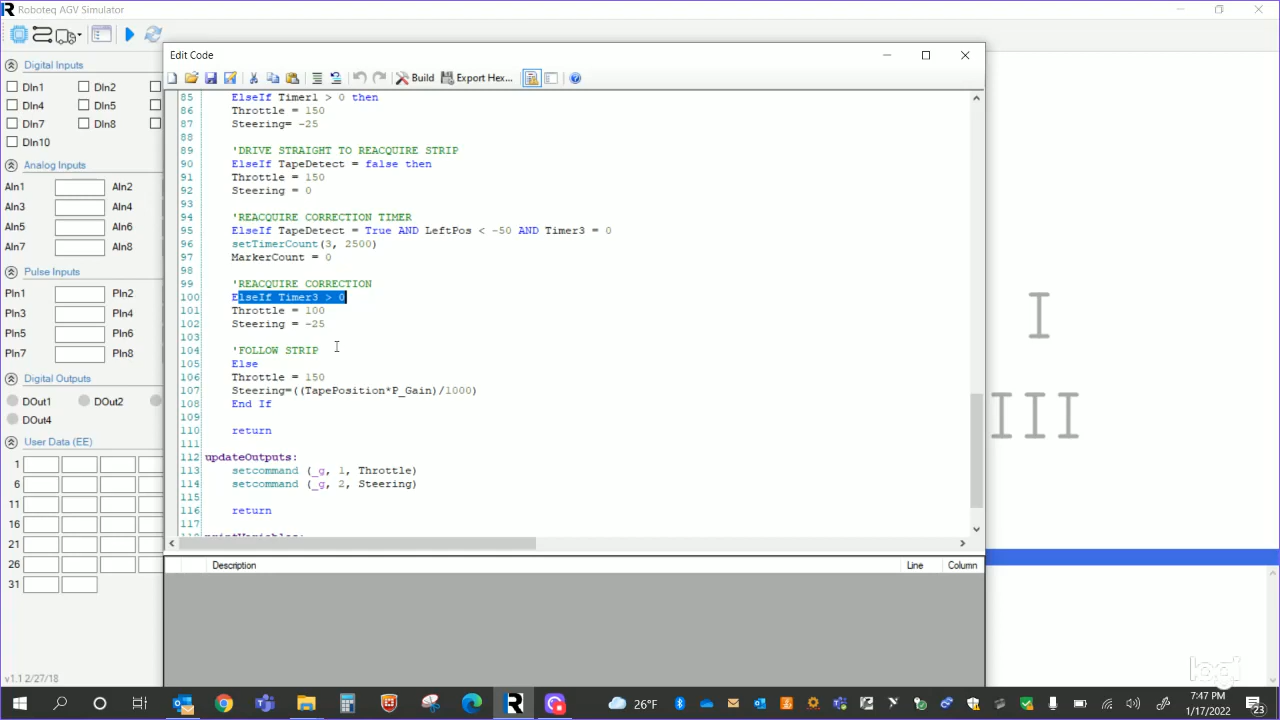 Roboteq AGV Simulator
Edit Code
Digital Inputs
DIn1
DIn2
DIn4
DIn5
DIn7
DIn8
DIn10
Analog Inputs
AIn1
AIn2
AIn3
AIn4
AIn5
AIn6
AIn7
AIn8
Pulse Inputs
PIn1
PIn2
PIn3
PIn4
PIn5
PIn6
PIn7
PIn8
Digital Outputs
DOut1
DOut2
DOut4
User Data (EE)
1
6
11
16
21
26
31
v1.1 2/27/18
Build
Export Hex...
85 ElseIf Timer1 > 0 then
86 Throttle = 150
87 Steering= -25
88
89 'DRIVE STRAIGHT TO REACQUIRE STRIP
90 ElseIf TapeDetect = false then
91 Throttle = 150
92 Steering = 0
93
94 'REACQUIRE CORRECTION TIMER
95 ElseIf TapeDetect = True AND LeftPos < -50 AND Timer3 = 0
96 setTimerCount(3, 2500)
97 MarkerCount = 0
98
99 'REACQUIRE CORRECTION
100 ElseIf Timer3 > 0
101 Throttle = 100
102 Steering = -25
103
104 'FOLLOW STRIP
105 Else
106 Throttle = 150
107 Steering=((TapePosition*P_Gain)/1000)
108 End If
109
110 return
111
112 updateOutputs:
113 setcommand (_g, 1, Throttle)
114 setcommand (_g, 2, Steering)
115
116 return
117
Description
Line
Column
logi
26°F
7:47 PM
1/17/2022
23